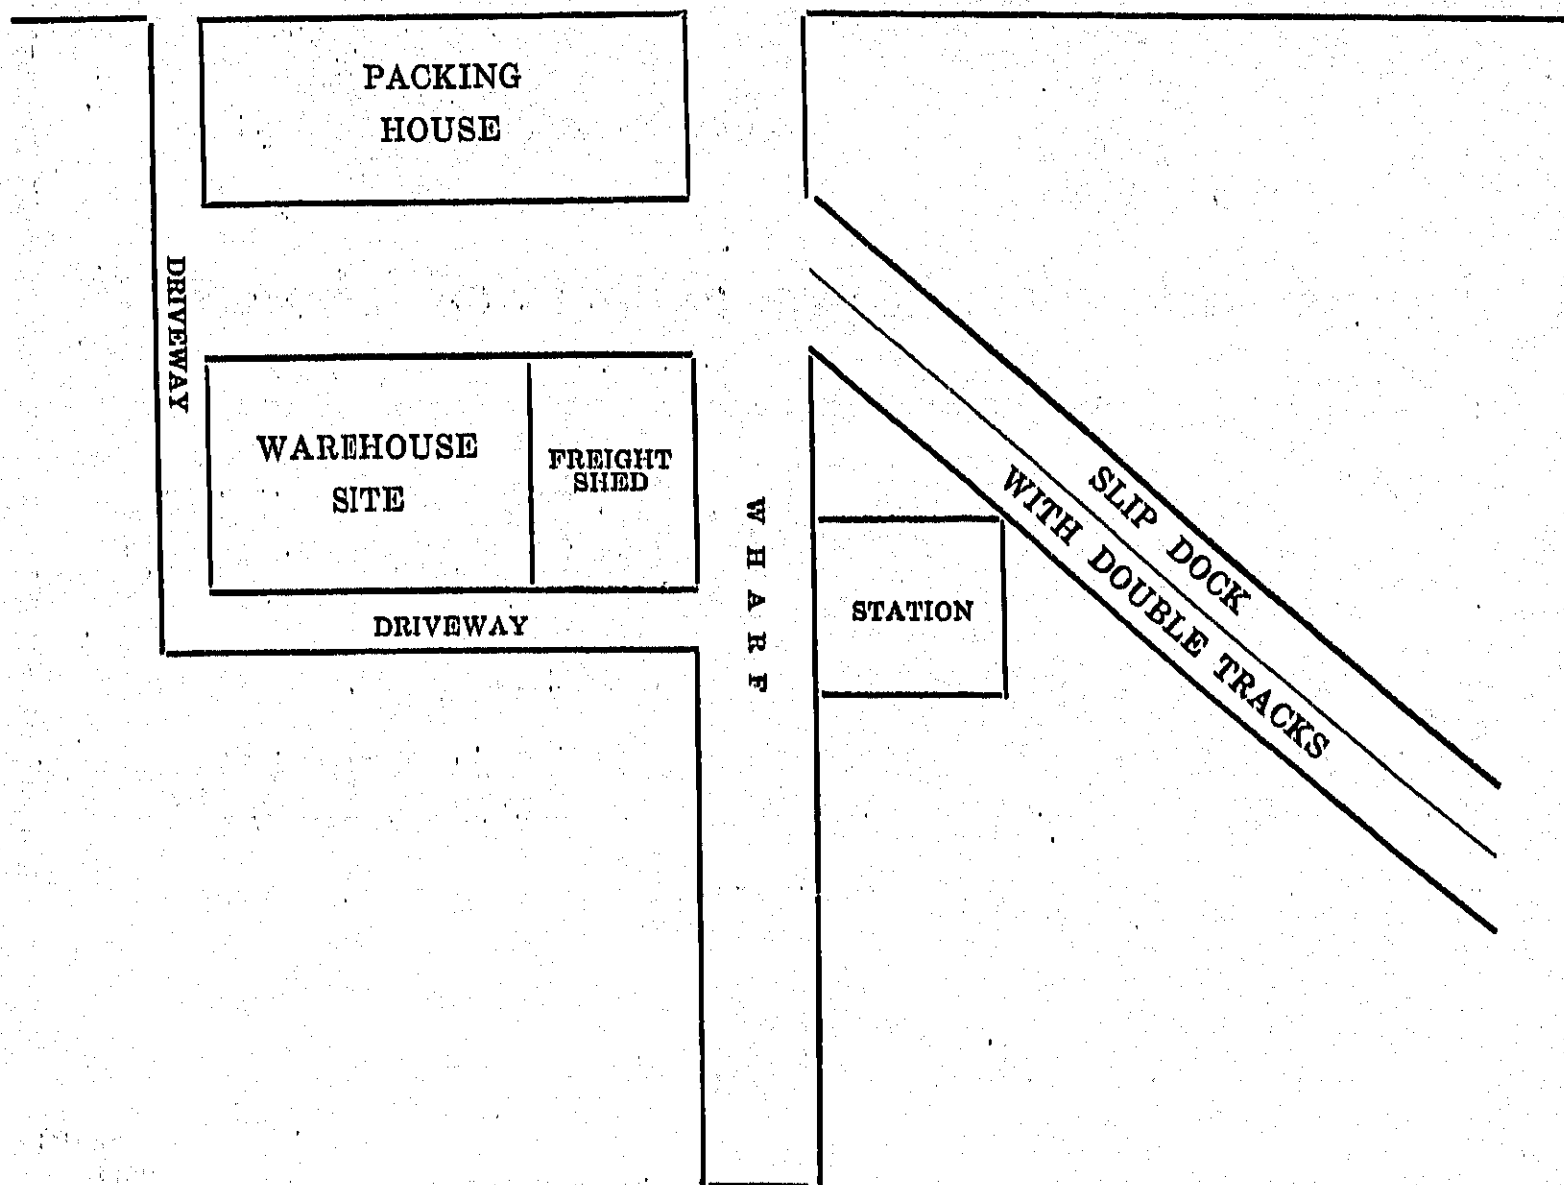 PACKING
HOUSE
DRIVEWAY
WAREHOUSE
SITE
FREIGHT
SHED
DRIVEWAY
WHARF
STATION
SLIP DOCK
WITH DOUBLE TRACKS